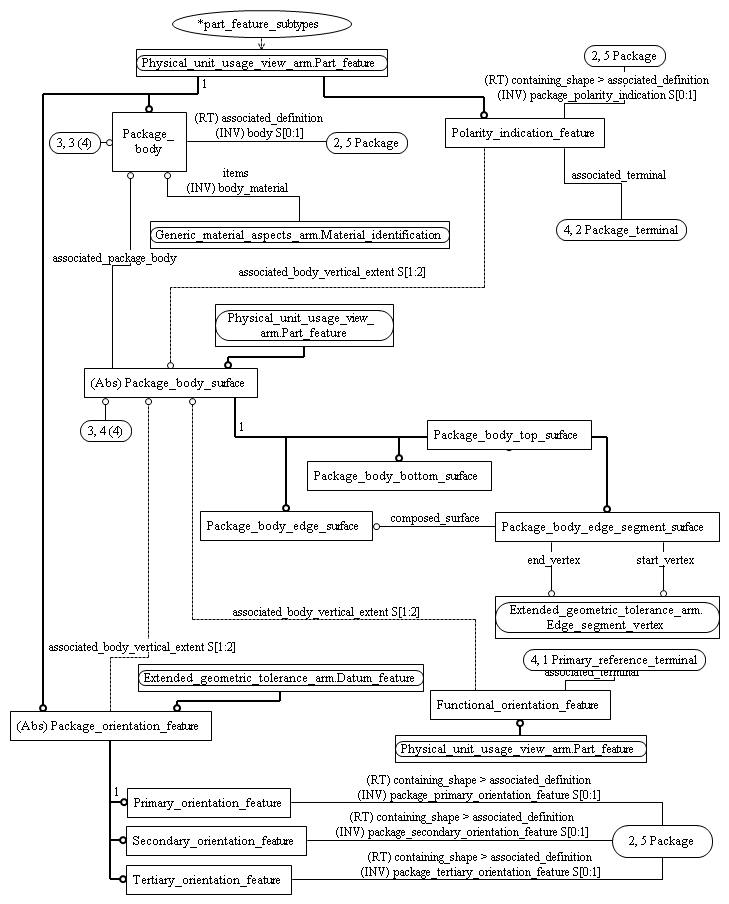 *part_feature_subtypes
Physical_unit_usage_view_arm.Part_feature
1
2, 5 Package
(RT) containing_shape > associated_definition
(INV) package_polarity_indication S[0:1]
3, 3 (4)
Package_
body
(RT) associated_definition
(INV) body S[0:1]
2, 5 Package
Polarity_indication_feature
items
(INV) body_material
associated_terminal
Generic_material_aspects_arm.Material_identification
4, 2 Package_terminal
associated_package_body
associated_body_vertical_extent S[1:2]
Physical_unit_usage_view_
arm.Part_feature
(Abs) Package_body_surface
3, 4 (4)
1
Package_body_top_surface
Package_body_bottom_surface
Package_body_edge_surface
composed_surface
Package_body_edge_segment_surface
end_vertex
start_vertex
Extended_geometric_tolerance_arm.
Edge_segment_vertex
associated_body_vertical_extent S[1:2]
associated_body_vertical_extent S[1:2]
4, 1 Primary_reference_terminal
associated_terminal
Extended_geometric_tolerance_arm.Datum_feature
Functional_orientation_feature
(Abs) Package_orientation_feature
Physical_unit_usage_view_arm.Part_feature
1
Primary_orientation_feature
(RT) containing_shape > associated_definition
(INV) package_primary_orientation_feature S[0:1]
Secondary_orientation_feature
(RT) containing_shape > associated_definition
(INV) package_secondary_orientation_feature S[0:1]
2, 5 Package
Tertiary_orientation_feature
(RT) containing_shape > associated_definition
(INV) package_tertiary_orientation_feature S[0:1]